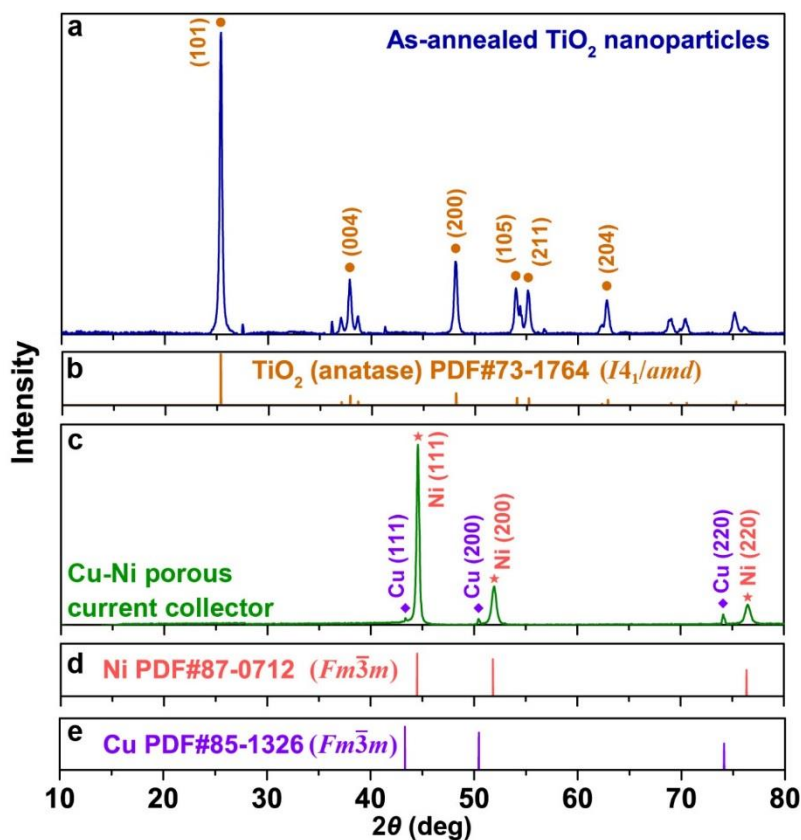 a
As-annealed TiO₂ nanoparticles
(101)
(004)
(200)
(105)
(211)
(204)
b
TiO₂ (anatase) PDF#73-1764 (I4₁/amd)
c
Cu-Ni porous
current collector
Cu (111)
Ni (111)
Cu (200)
Ni (200)
Cu (220)
Ni (220)
d
Ni PDF#87-0712 (Fm3̅m)
e
Cu PDF#85-1326 (Fm3̅m)
Intensity
10 20 30 40 50 60 70 80
2θ (deg)